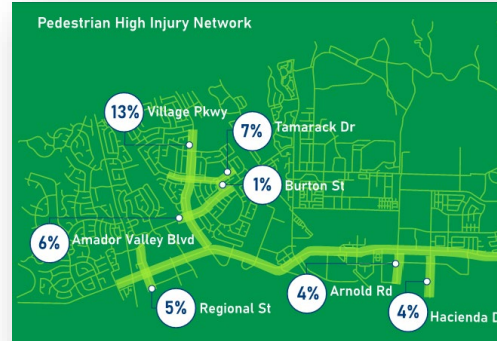 Pedestrian High Injury Network
13% Village Pkwy
7% Tamarack Dr
1% Burton St
6% Amador Valley Blvd
5% Regional St
4% Arnold Rd
4% Hacienda D